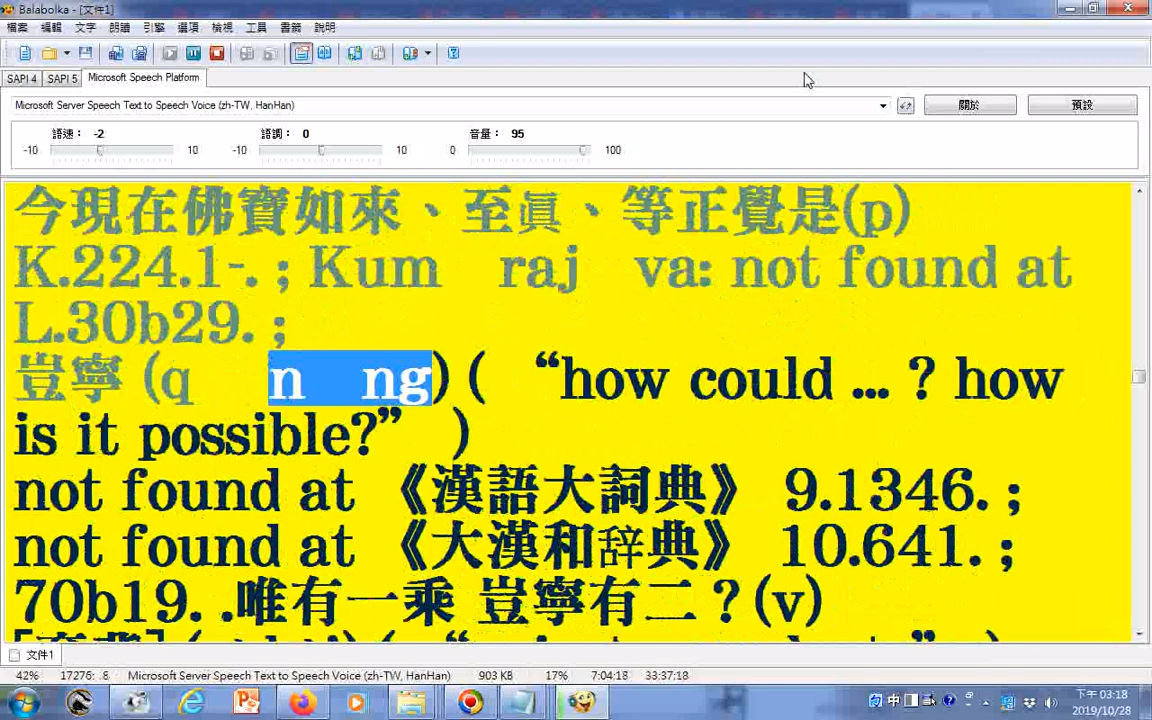 Balabolka - [文件1]
檔案 編輯 文字 朗讀 引擎 選項 檢視 工具 書籤 說明
SAPI 4 SAPI 5 Microsoft Speech Platform
Microsoft Server Speech Text to Speech Voice (zh-TW, HanHan) 關於 預設
語速： -2 語調： 0 音量： 95
-10 10 -10 10 0 100
今現在佛寶如來、至眞、等正覺是(p)
K.224.1-. ; Kum raj va: not found at
L.30b29. ;
豈寧 (q n ng)( “how could ... ? how
is it possible?” )
not found at 《漢語大詞典》 9.1346. ;
not found at 《大漢和辞典》 10.641. ;
70b19. .唯有一乘 豈寧有二？(v)
文件1
42% 17276: 8 Microsoft Server Speech Text to Speech Voice (zh-TW, HanHan) 903 KB 17% 7:04:18 33:37:18
中 下午 03:18
2019/10/28